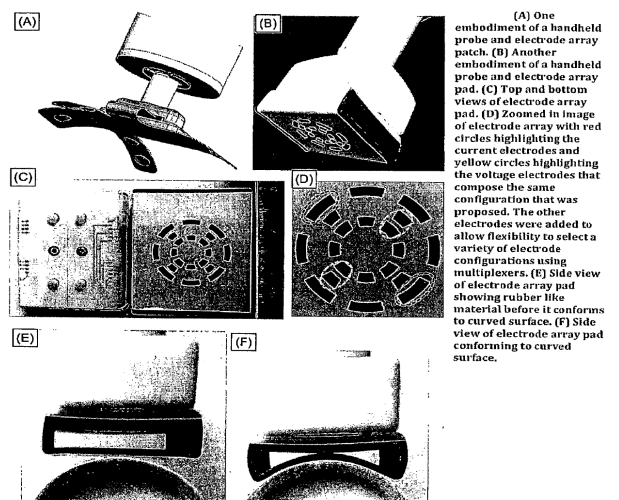 (A)
(B)
(A) One
embodiment of a handheld
probe and electrode array
patch. (B) Another
embodiment of a handheld
probe and electrode array
pad. (C) Top and bottom
views of electrode array
pad. (D) Zoomed in image
of electrode array with red
circles highlighting the
current electrodes and
yellow circles highlighting
the voltage electrodes that
compose the same
configuration that was
proposed. The other
electrodes were added to
allow flexibility to select a
variety of electrode
configurations using
multiplexers. (E) Side view
of electrode array pad
showing rubber like
material before it conforms
to curved surface. (F) Side
view of electrode array pad
conforming to curved
surface.
(C)
(D)
(E)
(F)